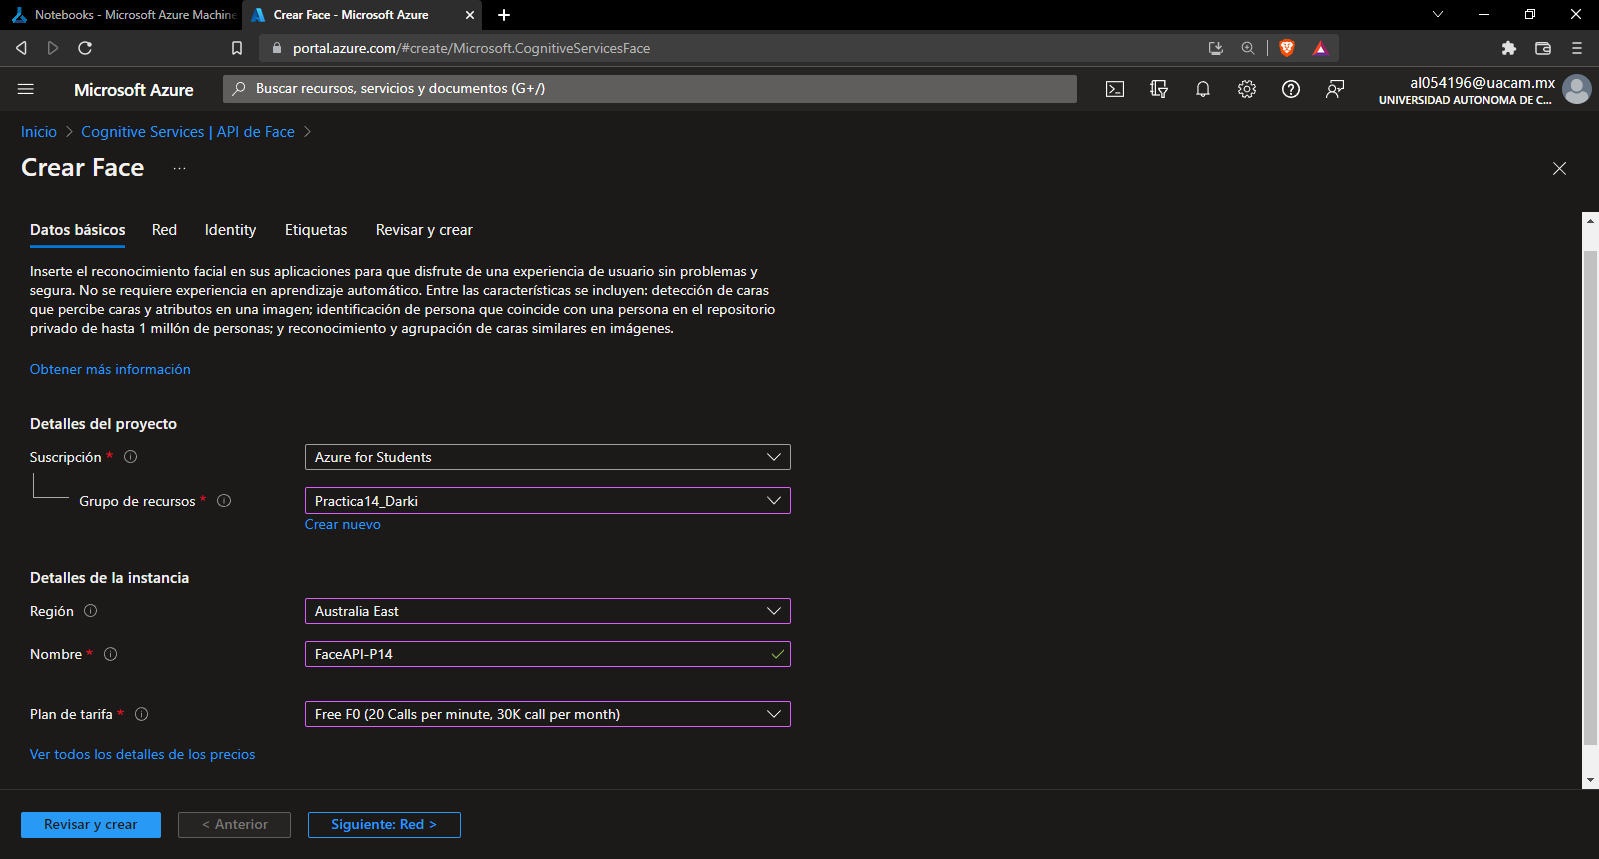 Notebooks - Microsoft Azure Machine
Crear Face - Microsoft Azure
portal.azure.com/#create/Microsoft.CognitiveServicesFace
Microsoft Azure
Buscar recursos, servicios y documentos (G+/)
al054196@uacam.mx
UNIVERSIDAD AUTONOMA DE C...
Inicio > Cognitive Services | API de Face >
Crear Face ...
Datos básicos Red Identity Etiquetas Revisar y crear
Inserte el reconocimiento facial en sus aplicaciones para que disfrute de una experiencia de usuario sin problemas y
segura. No se requiere experiencia en aprendizaje automático. Entre las características se incluyen: detección de caras
que percibe caras y atributos en una imagen; identificación de persona que coincide con una persona en el repositorio
privado de hasta 1 millón de personas; y reconocimiento y agrupación de caras similares en imágenes.
Obtener más información
Detalles del proyecto
Suscripción * Azure for Students
Grupo de recursos * Practica14_Darki
Crear nuevo
Detalles de la instancia
Región Australia East
Nombre * FaceAPI-P14
Plan de tarifa * Free F0 (20 Calls per minute, 30K call per month)
Ver todos los detalles de los precios
Revisar y crear < Anterior Siguiente: Red >